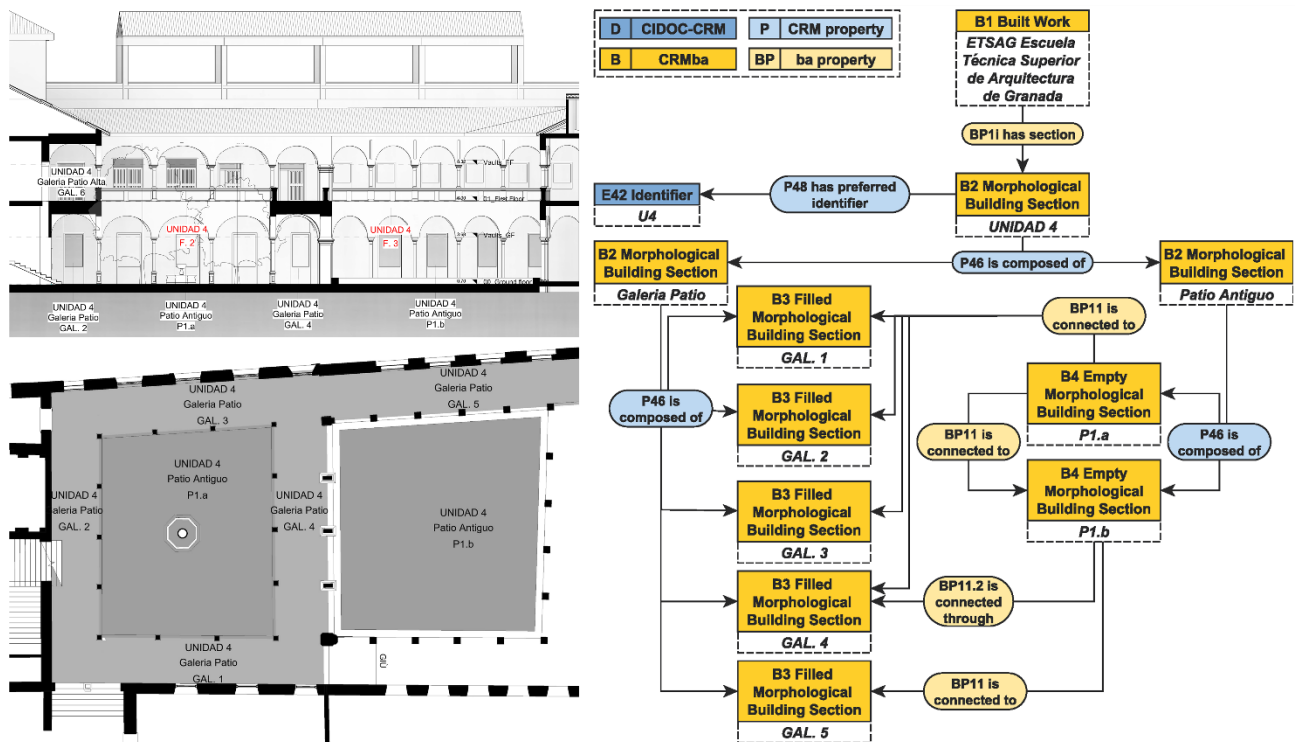 UNIDAD 4
Galeria Patio Alta
GAL. 6
Vaults_FF
01_First Floor
UNIDAD 4
F. 2
UNIDAD 4
F. 3
Vaults_GF
00_Ground floor
UNIDAD 4
Galeria Patio
GAL. 2
UNIDAD 4
Patio Antiguo
P1.a
UNIDAD 4
Galeria Patio
GAL. 4
UNIDAD 4
Patio Antiguo
P1.b
UNIDAD 4
Galeria Patio
GAL. 3
UNIDAD 4
Galeria Patio
GAL. 5
UNIDAD 4
Patio Antiguo
P1.a
UNIDAD 4
Galeria Patio
GAL. 2
UNIDAD 4
Galeria Patio
GAL. 4
UNIDAD 4
Patio Antiguo
P1.b
UNIDAD 4
Galeria Patio
GAL. 1
GIÙ
D CIDOC-CRM
P CRM property
B CRMba
BP ba property
B1 Built Work
ETSAG Escuela
Técnica Superior
de Arquitectura
de Granada
BP1i has section
B2 Morphological
Building Section
UNIDAD 4
P48 has preferred
identifier
E42 Identifier
U4
P46 is composed of
B2 Morphological
Building Section
Galeria Patio
B2 Morphological
Building Section
Patio Antiguo
B3 Filled
Morphological
Building Section
GAL. 1
BP11 is
connected to
P46 is
composed of
B3 Filled
Morphological
Building Section
GAL. 2
B4 Empty
Morphological
Building Section
P1.a
BP11 is
connected to
P46 is
composed of
B4 Empty
Morphological
Building Section
P1.b
B3 Filled
Morphological
Building Section
GAL. 3
B3 Filled
Morphological
Building Section
GAL. 4
BP11.2 is
connected
through
B3 Filled
Morphological
Building Section
GAL. 5
BP11 is
connected to